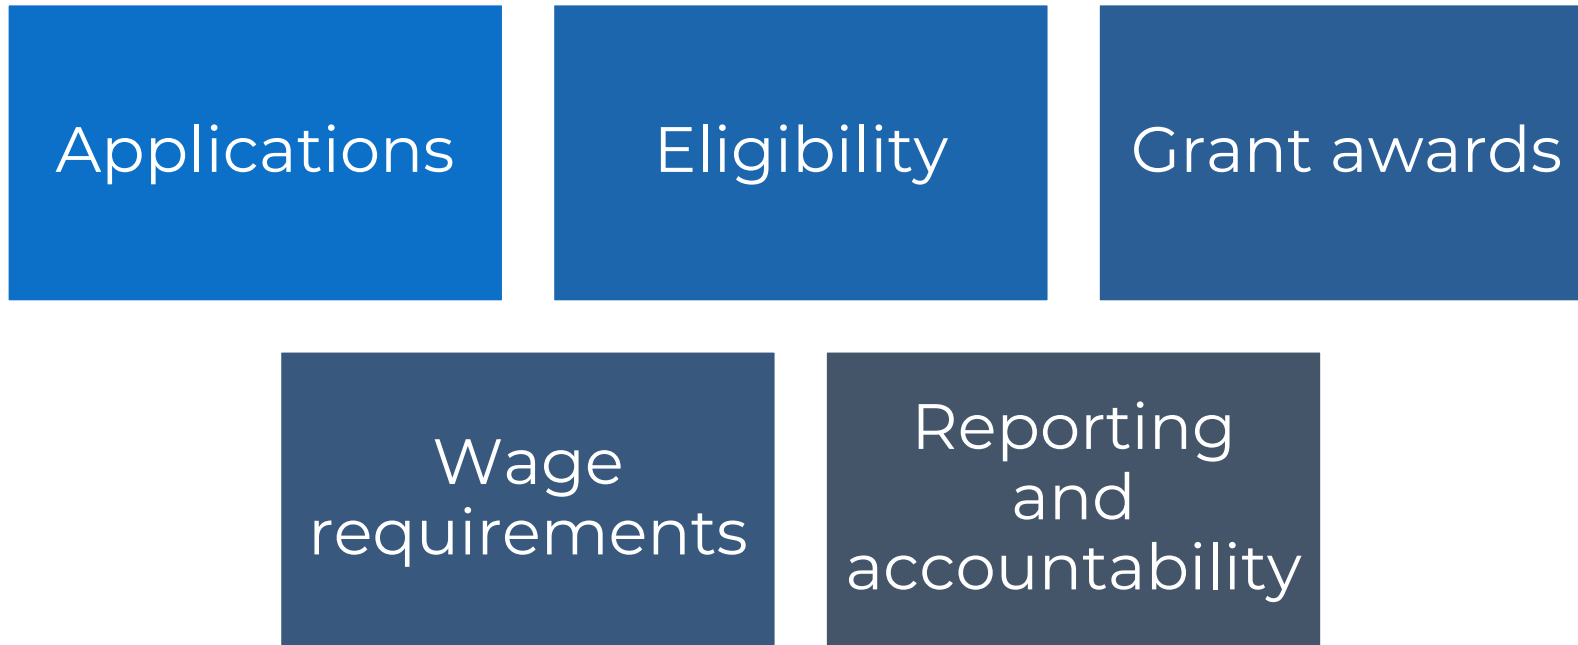 Applications
Eligibility
Grant awards
Wage
requirements
Reporting
and
accountability